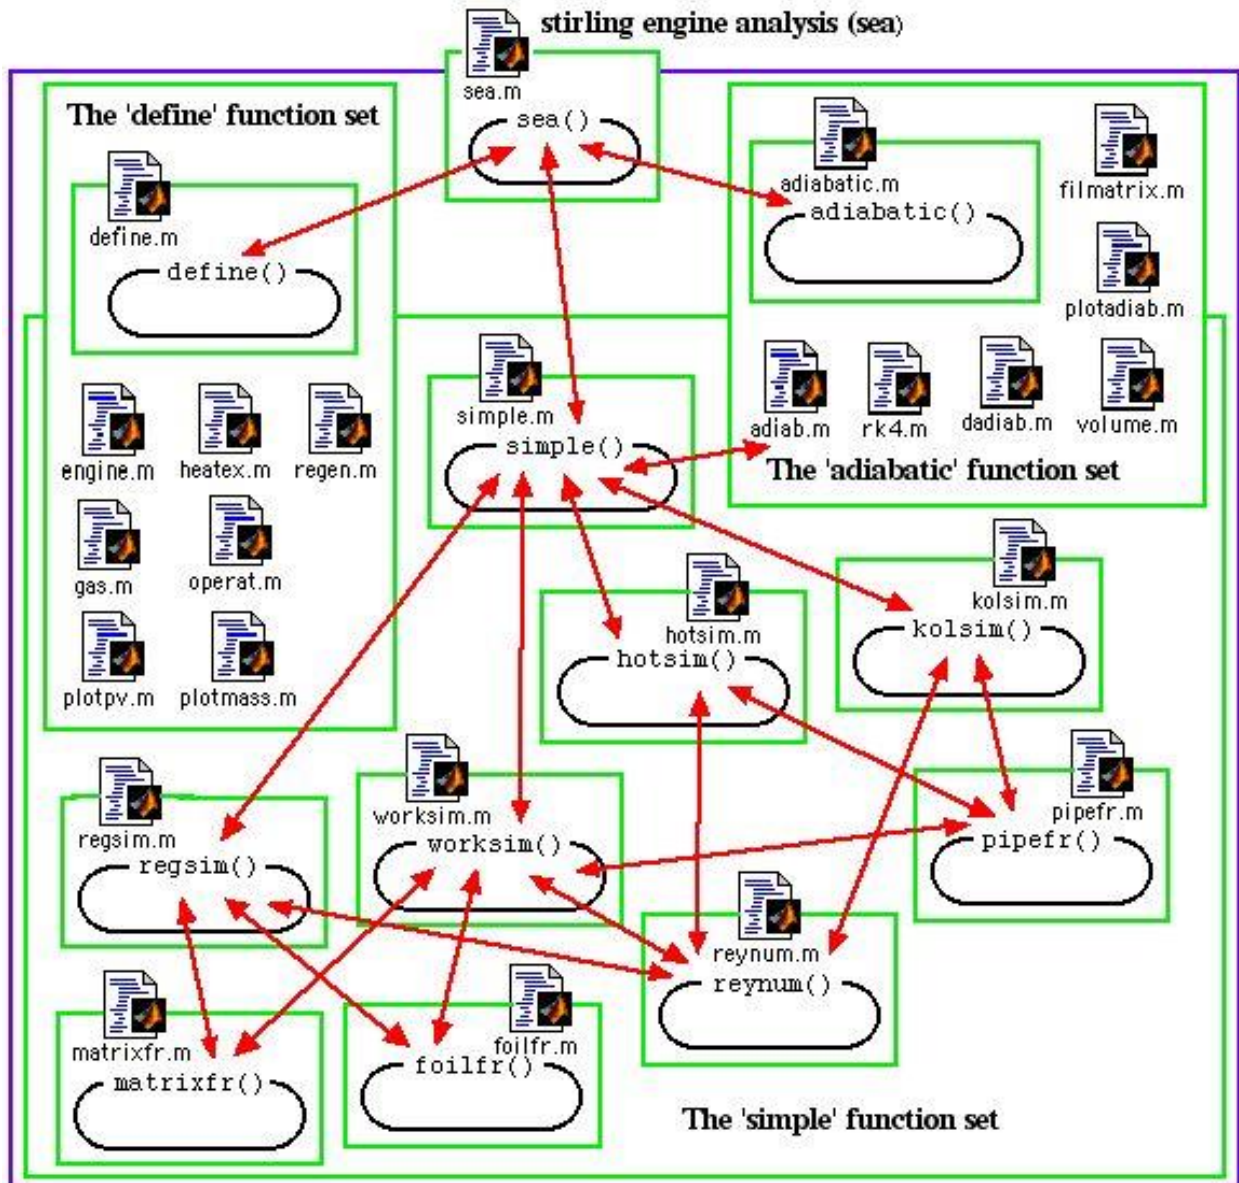 stirling engine analysis (sea)
sea.m
sea()
The 'define' function set
define.m
define()
adiabatic.m
adiabatic()
filmatrix.m
plotadiab.m
adiab.m
rk4.m
dadiab.m
volume.m
The 'adiabatic' function set
engine.m
heatex.m
regen.m
gas.m
operat.m
plotpv.m
plotmass.m
simple.m
simple()
hotsim.m
hotsim()
kolsim.m
kolsim()
regsim.m
regsim()
worksim.m
worksim()
pipefr.m
pipefr()
reynum.m
reynum()
matrixfr.m
matrixfr()
foilfr.m
foilfr()
The 'simple' function set